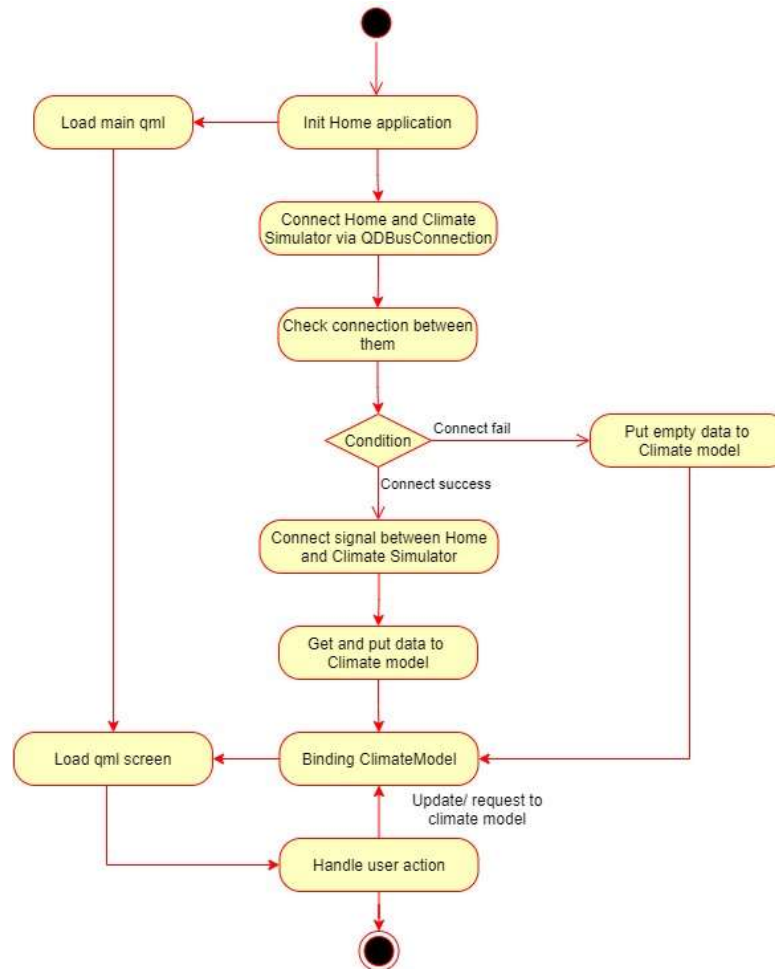 Load main qml
Init Home application
Connect Home and Climate
Simulator via QDBusConnection
Check connection between
them
Condition
Connect fail
Put empty data to
Climate model
Connect success
Connect signal between Home
and Climate Simulator
Get and put data to
Climate model
Load qml screen
Binding ClimateModel
Update/ request to
climate model
Handle user action